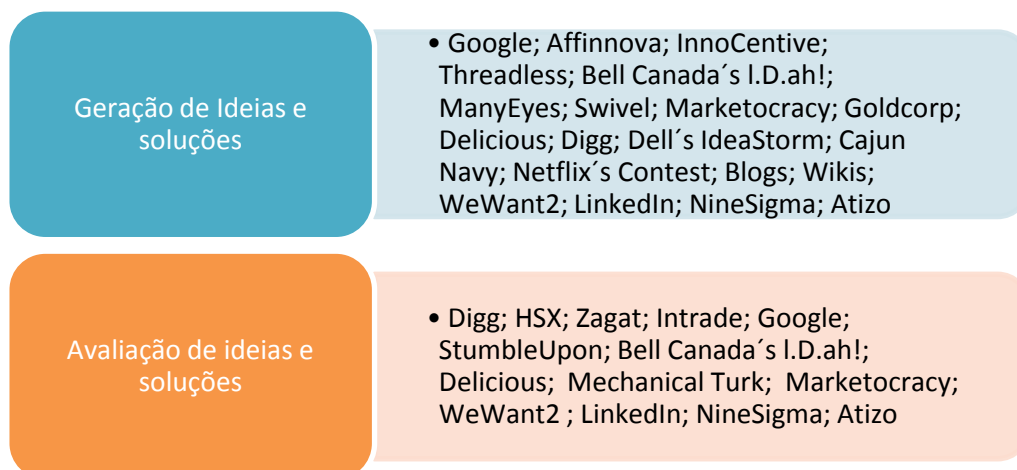 Geração de Ideias e
soluções
• Google; Affinnova; InnoCentive;
Threadless; Bell Canada´s l.D.ah!;
ManyEyes; Swivel; Marketocracy; Goldcorp;
Delicious; Digg; Dell´s IdeaStorm; Cajun
Navy; Netflix´s Contest; Blogs; Wikis;
WeWant2; LinkedIn; NineSigma; Atizo
Avaliação de ideias e
soluções
• Digg; HSX; Zagat; Intrade; Google;
StumbleUpon; Bell Canada´s l.D.ah!;
Delicious; Mechanical Turk; Marketocracy;
WeWant2 ; LinkedIn; NineSigma; Atizo